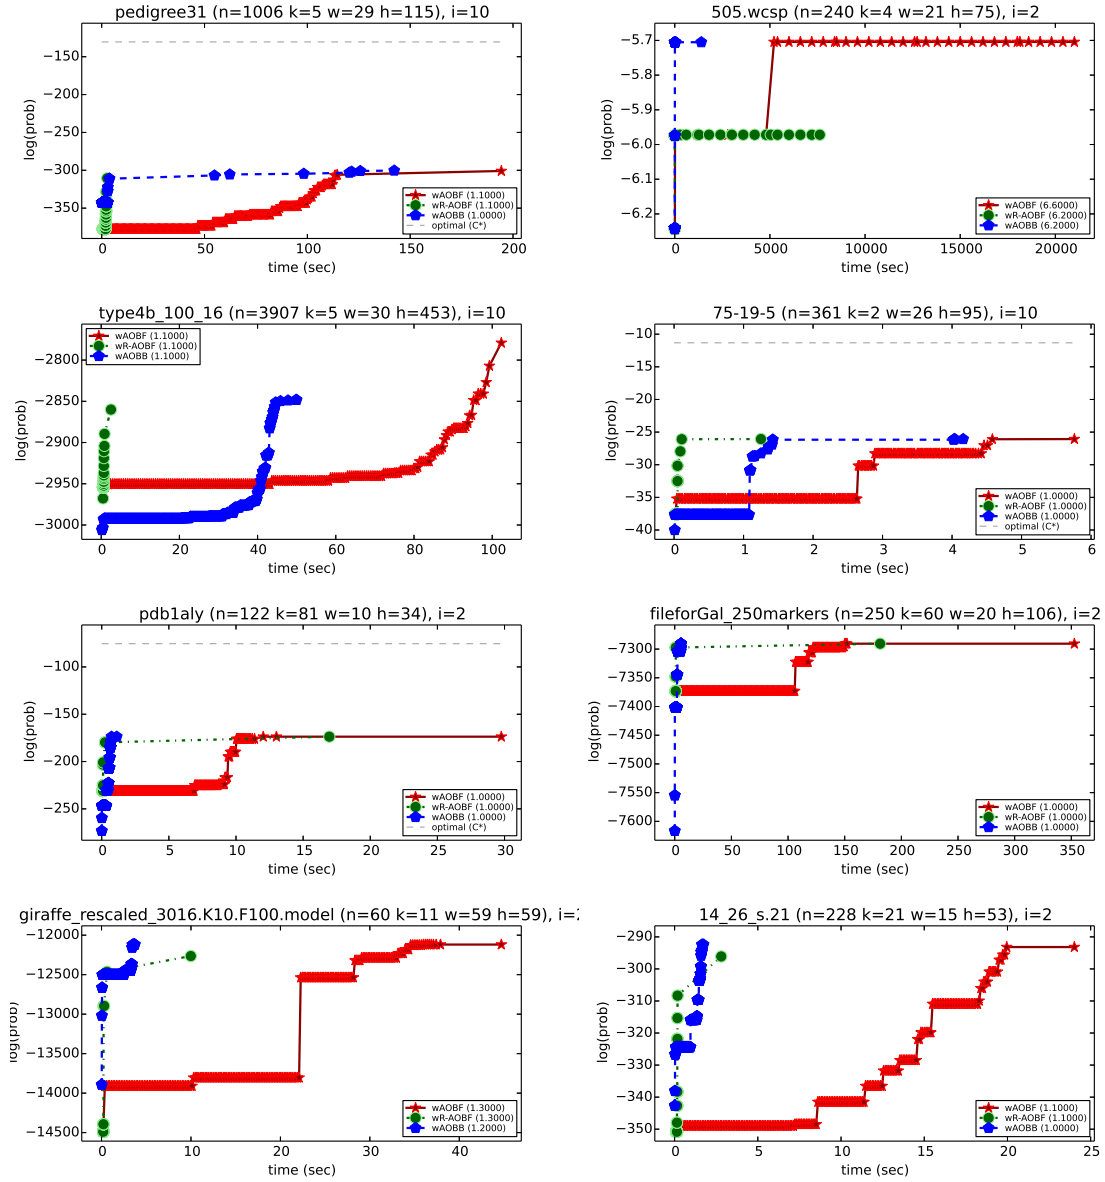 pedigree31 (n=1006 k=5 w=29 h=115), i=10
log(prob)
−150
−200
−250
−300
−350
0 50 100 150 200
time (sec)
wAOBF (1.1000)
wR-AOBF (1.1000)
wAOBB (1.0000)
optimal (C*)
505.wcsp (n=240 k=4 w=21 h=75), i=2
log(prob)
−5.7
−5.8
−5.9
−6.0
−6.1
−6.2
0 5000 10000 15000 20000
time (sec)
wAOBF (6.6000)
wR-AOBF (6.2000)
wAOBB (6.2000)
type4b_100_16 (n=3907 k=5 w=30 h=453), i=10
log(prob)
−2800
−2850
−2900
−2950
−3000
0 20 40 60 80 100
time (sec)
wAOBF (1.1000)
wR-AOBF (1.1000)
wAOBB (1.1000)
75-19-5 (n=361 k=2 w=26 h=95), i=10
log(prob)
−10
−15
−20
−25
−30
−35
−40
0 1 2 3 4 5 6
time (sec)
wAOBF (1.0000)
wR-AOBF (1.0000)
wAOBB (1.0000)
optimal (C*)
pdb1aly (n=122 k=81 w=10 h=34), i=2
log(prob)
−100
−150
−200
−250
0 5 10 15 20 25 30
time (sec)
wAOBF (1.0000)
wR-AOBF (1.0000)
wAOBB (1.0000)
optimal (C*)
fileforGal_250markers (n=250 k=60 w=20 h=106), i=2
log(prob)
−7300
−7350
−7400
−7450
−7500
−7550
−7600
0 50 100 150 200 250 300 350
time (sec)
wAOBF (1.0000)
wR-AOBF (1.0000)
wAOBB (1.0000)
giraffe_rescaled_3016.K10.F100.model (n=60 k=11 w=59 h=59), i=
log(prob)
−12000
−12500
−13000
−13500
−14000
−14500
0 10 20 30 40
time (sec)
wAOBF (1.3000)
wR-AOBF (1.3000)
wAOBB (1.2000)
14_26_s.21 (n=228 k=21 w=15 h=53), i=2
log(prob)
−290
−300
−310
−320
−330
−340
−350
0 5 10 15 20 25
time (sec)
wAOBF (1.1000)
wR-AOBF (1.1000)
wAOBB (1.0000)